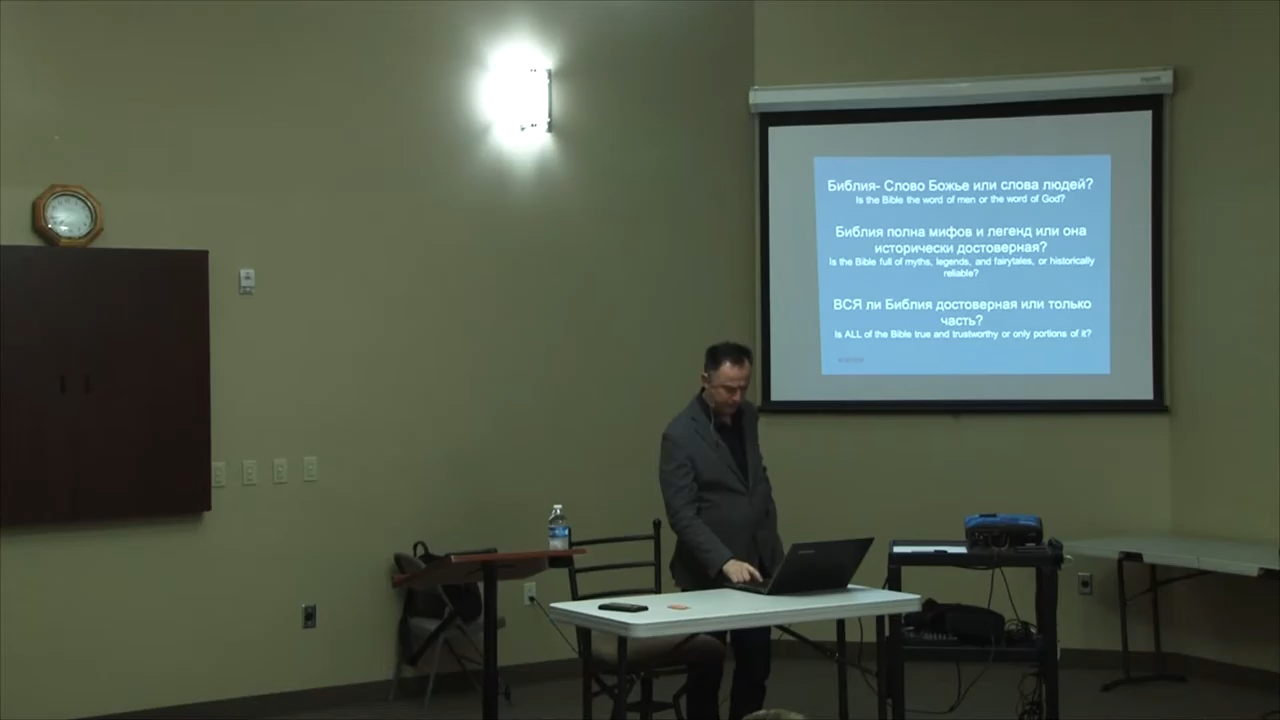 Библия- Слово Божье или слова людей?
Is the Bible the word of men or the word of God?
Библия полна мифов и легенд или она
исторически достоверная?
Is the Bible full of myths, legends, and fairytales, or historically
reliable?
ВСЯ ли Библия достоверная или только
часть?
Is ALL of the Bible true and trustworthy or only portions of it?